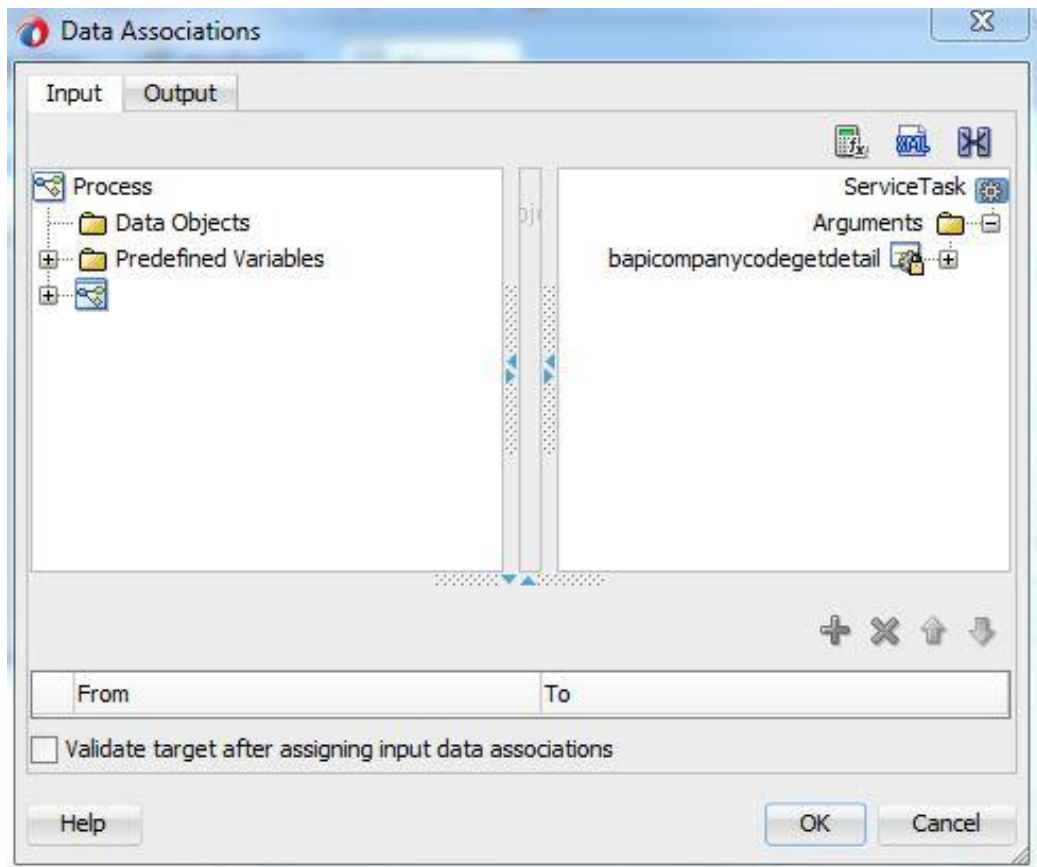 Data Associations
Input Output
Process
Data Objects
Predefined Variables
ServiceTask
Arguments
bapicompanycodegetdetail
From To
Validate target after assigning input data associations
Help OK Cancel